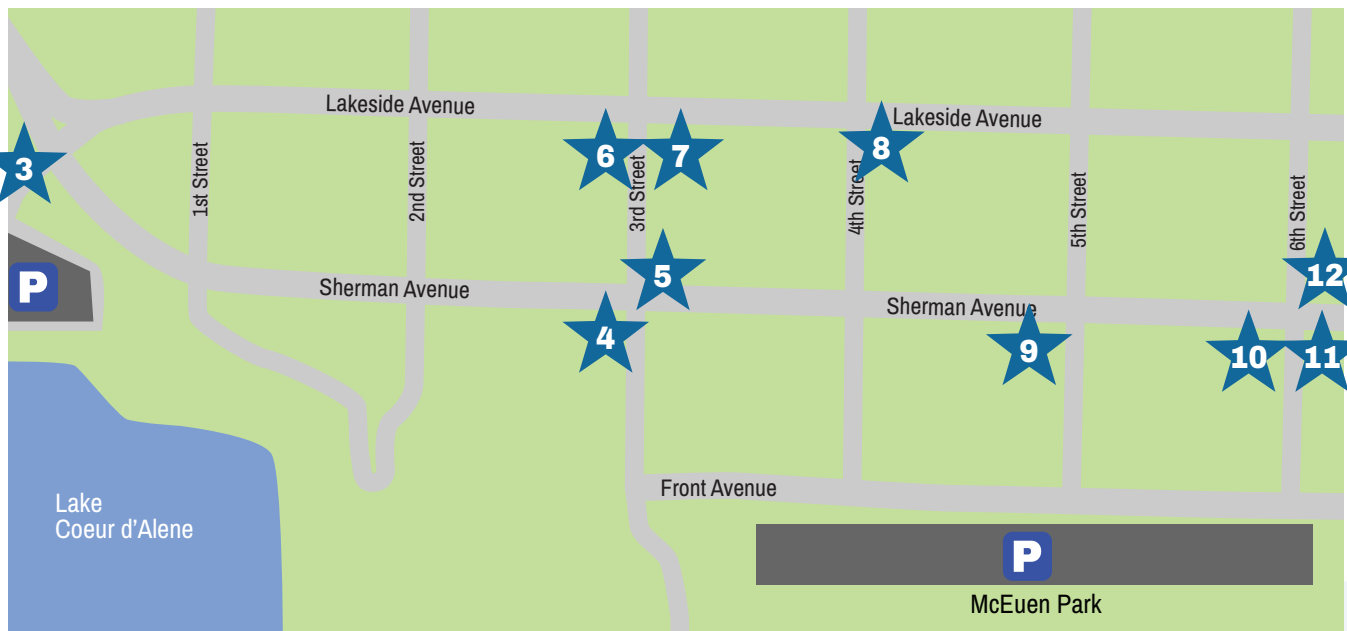 Lakeside Avenue
Lakeside Avenue
3
6
7
8
1st Street
2nd Street
3rd Street
4th Street
5th Street
6th Street
P
5
12
Sherman Avenue
Sherman Avenue
4
9
10
11
Front Avenue
Lake
Coeur d’Alene
P
McEuen Park